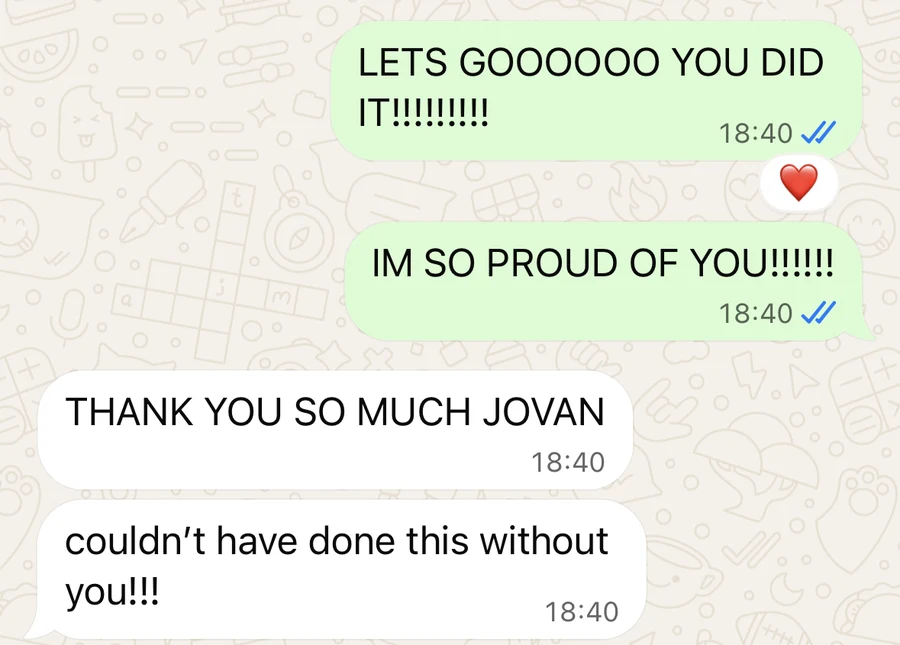 LETS GOOOOOO YOU DID
IT!!!!!!!!!
18:40
IM SO PROUD OF YOU!!!!!!
18:40
THANK YOU SO MUCH JOVAN
18:40
couldn’t have done this without
you!!!
18:40